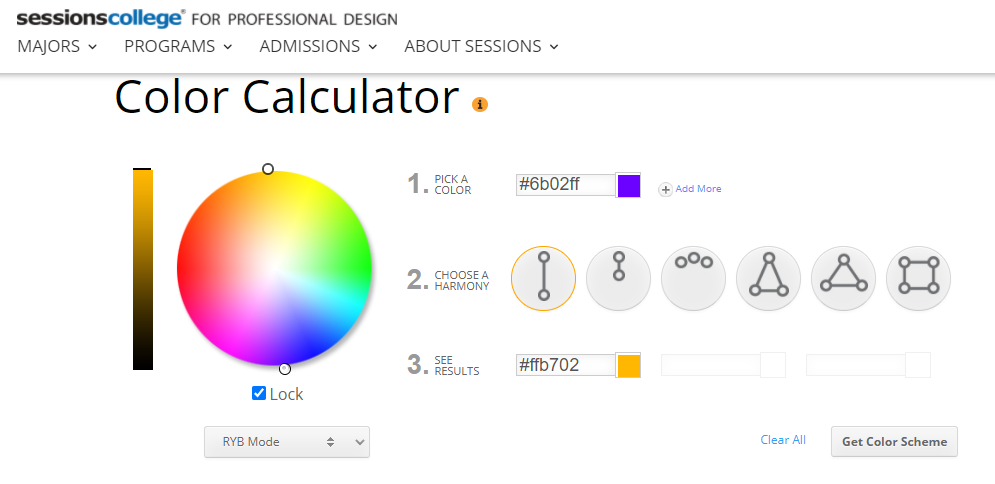 sessionscollege® FOR PROFESSIONAL DESIGN
MAJORS PROGRAMS ADMISSIONS ABOUT SESSIONS
Color Calculator i
1. PICK A
COLOR
#6b02ff
Add More
2. CHOOSE A
HARMONY
3. SEE
RESULTS
#ffb702
Lock
RYB Mode
Clear All
Get Color Scheme